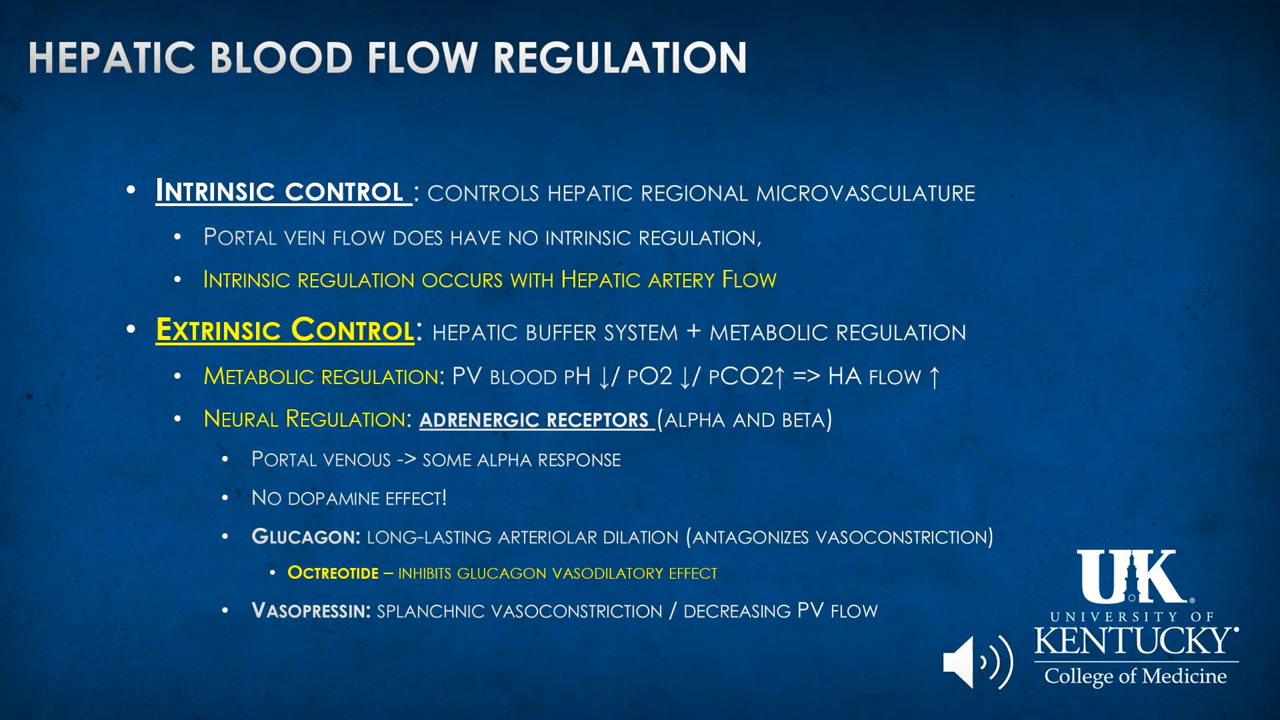 HEPATIC BLOOD FLOW REGULATION
• INTRINSIC CONTROL : CONTROLS HEPATIC REGIONAL MICROVASCULATURE
• PORTAL VEIN FLOW DOES HAVE NO INTRINSIC REGULATION,
• INTRINSIC REGULATION OCCURS WITH HEPATIC ARTERY FLOW
• EXTRINSIC CONTROL: HEPATIC BUFFER SYSTEM + METABOLIC REGULATION
• METABOLIC REGULATION: PV BLOOD PH ↓/ PO2 ↓/ PCO2↑ => HA FLOW ↑
• NEURAL REGULATION: ADRENERGIC RECEPTORS (ALPHA AND BETA)
• PORTAL VENOUS -> SOME ALPHA RESPONSE
• NO DOPAMINE EFFECT!
• GLUCAGON: LONG-LASTING ARTERIOLAR DILATION (ANTAGONIZES VASOCONSTRICTION)
• OCTREOTIDE – INHIBITS GLUCAGON VASODILATORY EFFECT
• VASOPRESSIN: SPLANCHNIC VASOCONSTRICTION / DECREASING PV FLOW
UK®
UNIVERSITY OF
KENTUCKY
College of Medicine